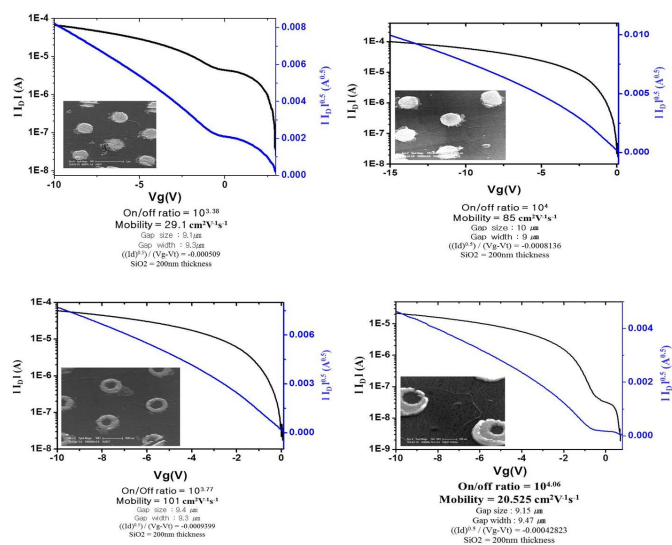 1E-4
1E-5
1E-6
1E-7
1E-8
| I_D | (A)
0.008
0.006
0.004
0.002
0.000
| I_D |^0.5 (A^0.5)
-10
-5
0
Vg(V)
On/off ratio = 10^3.38
Mobility = 29.1 cm²V⁻¹s⁻¹
Gap size : 9.1㎛
Gap width : 9.3㎛
((Id)^0.5) / (Vg-Vt) = -0.000509
SiO2 = 200nm thickness
1E-3
1E-4
1E-5
1E-6
1E-7
1E-8
| I_D | (A)
0.010
0.005
0.000
| I_D |^0.5 (A^0.5)
-15
-10
-5
0
Vg(V)
On/off ratio = 10^4
Mobility = 85 cm²V⁻¹s⁻¹
Gap size : 10 ㎛
Gap width : 9 ㎛
((Id)^0.5) / (Vg-Vt) = -0.0008136
SiO2 = 200nm thickness
1E-4
1E-5
1E-6
1E-7
1E-8
| I_D | (A)
0.007
0.003
0.000
| I_D |^0.5 (A^0.5)
-10
-8
-6
-4
-2
0
Vg(V)
On/Off ratio = 10^3.77
Mobility = 101 cm²V⁻¹s⁻¹
Gap size : 9.4 ㎛
Gap width : 9.3 ㎛
((Id)^0.5) / (Vg-Vt) = -0.0009399
SiO2 = 200nm thickness
1E-5
1E-6
1E-7
1E-8
1E-9
| I_D | (A)
0.004
0.002
0.000
| I_D |^0.5 (A^0.5)
-10
-8
-6
-4
-2
0
Vg(V)
On/off ratio = 10^4.06
Mobility = 20.525 cm²V⁻¹s⁻¹
Gap size : 9.15 ㎛
Gap width : 9.47 ㎛
((Id)^0.5 / (Vg-Vt) = -0.00042823
SiO2 = 200nm thickness